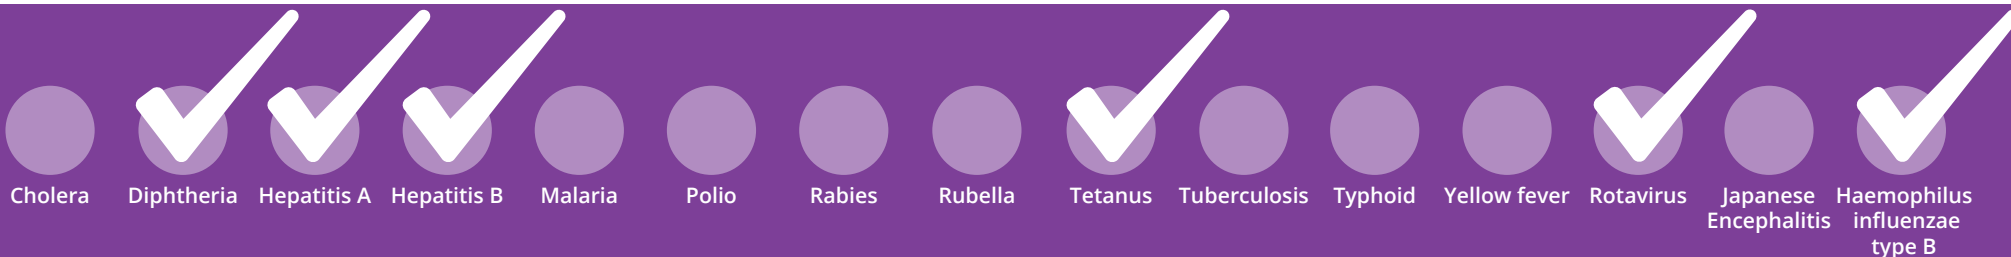 Cholera
Diphtheria
Hepatitis A
Hepatitis B
Malaria
Polio
Rabies
Rubella
Tetanus
Tuberculosis
Typhoid
Yellow fever
Rotavirus
Japanese
Encephalitis
Haemophilus
influenzae
type B